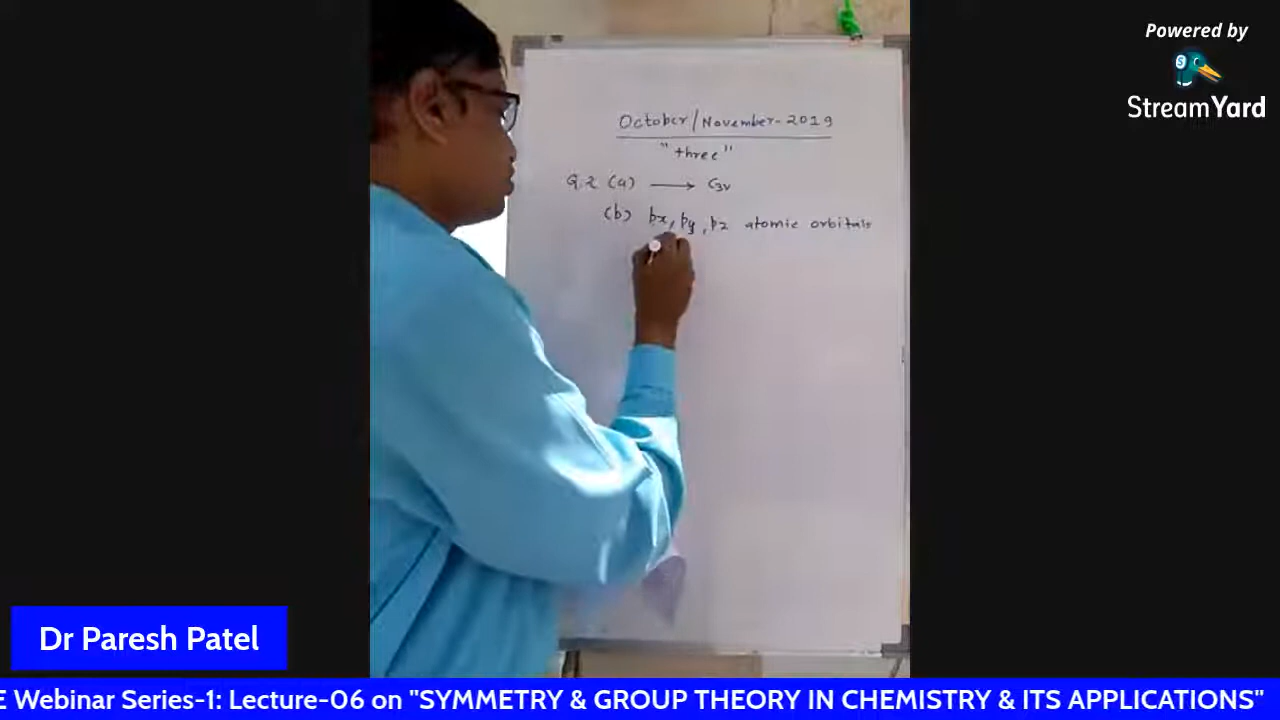 Powered by
StreamYard
October/November-2019
"three"
Q.2 (a) → C3v
(b) px, py, pz atomic orbitals
Dr Paresh Patel
E Webinar Series-1: Lecture-06 on "SYMMETRY & GROUP THEORY IN CHEMISTRY & ITS APPLICATIONS"